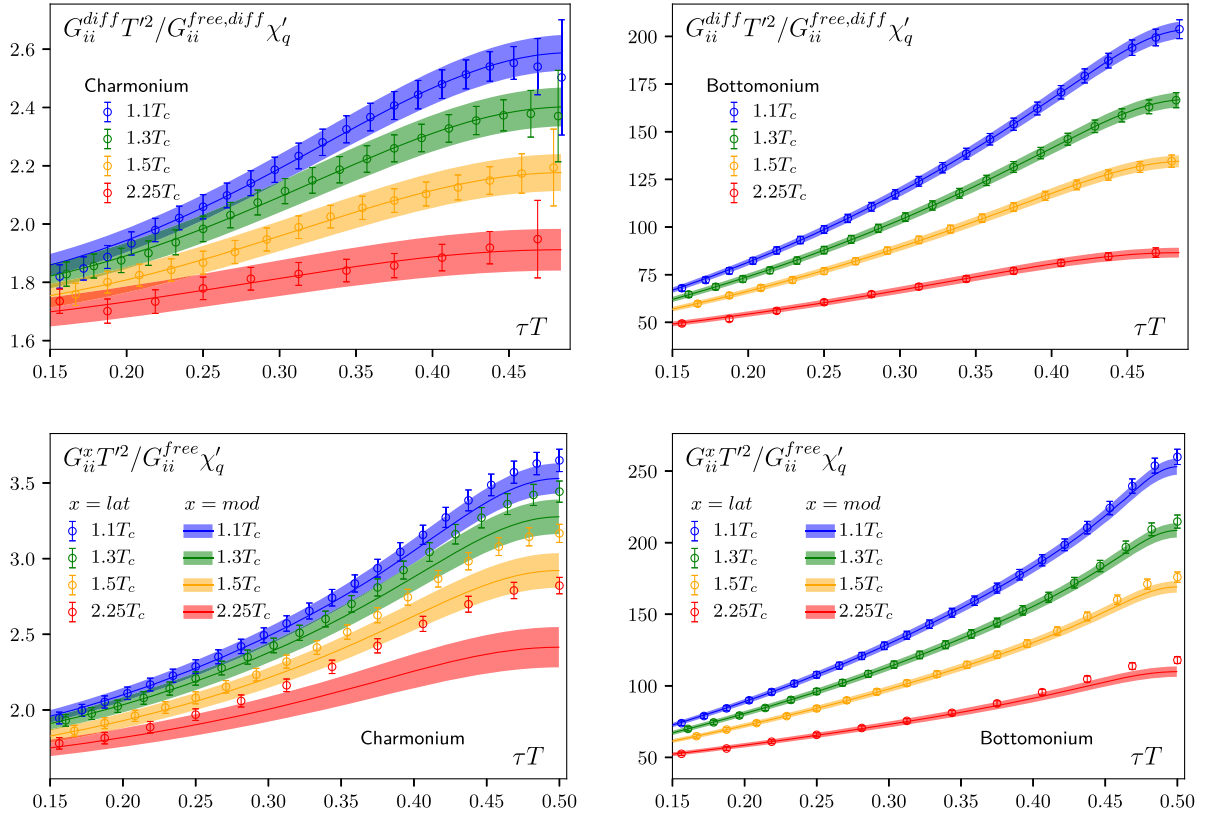 G_{ii}^{diff}T'^2/G_{ii}^{free,diff}χ'_q
Charmonium
1.1T_c
1.3T_c
1.5T_c
2.25T_c
2.6
2.4
2.2
2.0
1.8
1.6
τT
0.15 0.20 0.25 0.30 0.35 0.40 0.45
G_{ii}^{diff}T'^2/G_{ii}^{free,diff}χ'_q
Bottomonium
1.1T_c
1.3T_c
1.5T_c
2.25T_c
200
175
150
125
100
75
50
τT
0.15 0.20 0.25 0.30 0.35 0.40 0.45
G_{ii}^{x}T'^2/G_{ii}^{free}χ'_q
x = lat x = mod
1.1T_c 1.1T_c
1.3T_c 1.3T_c
1.5T_c 1.5T_c
2.25T_c 2.25T_c
3.5
3.0
2.5
2.0
Charmonium
τT
0.15 0.20 0.25 0.30 0.35 0.40 0.45 0.50
G_{ii}^{x}T'^2/G_{ii}^{free}χ'_q
x = lat x = mod
1.1T_c 1.1T_c
1.3T_c 1.3T_c
1.5T_c 1.5T_c
2.25T_c 2.25T_c
250
200
150
100
50
Bottomonium
τT
0.15 0.20 0.25 0.30 0.35 0.40 0.45 0.50